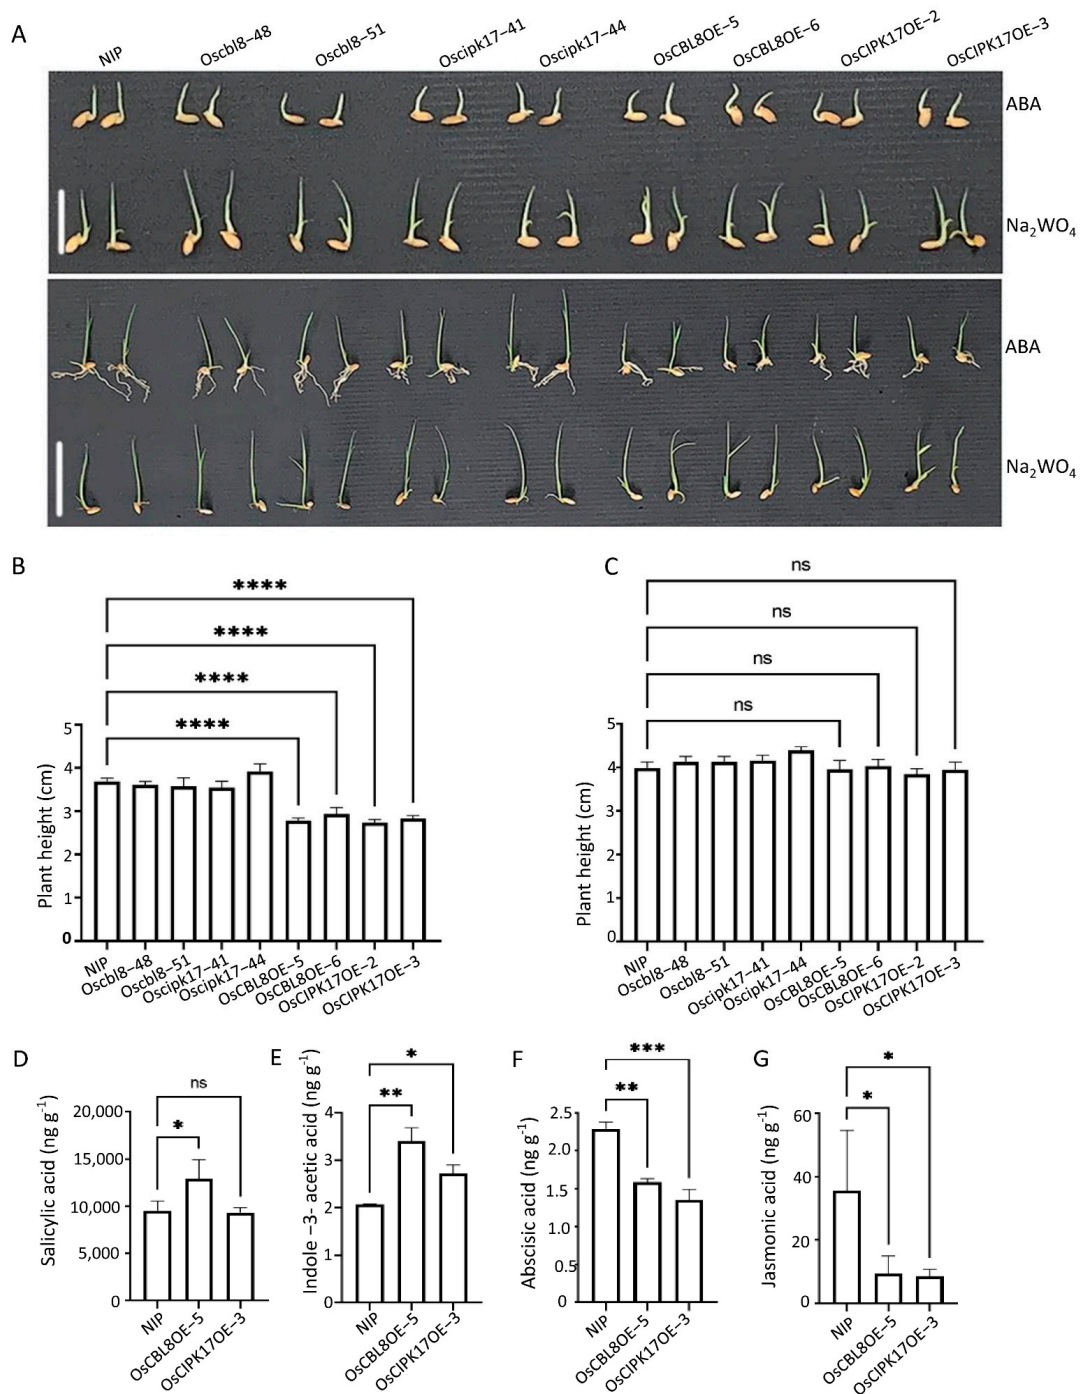 A
NIP
Oscbl8−48
Oscbl8−51
Oscipk17−41
Oscipk17−44
OsCBL8OE−5
OsCBL8OE−6
OsCIPK17OE−2
OsCIPK17OE−3
ABA
Na2WO4
ABA
Na2WO4
B
****
****
****
****
Plant height (cm)
5
4
3
2
1
0
NIP
Oscbl8−48
Oscbl8−51
Oscipk17−41
Oscipk17−44
OsCBL8OE−5
OsCBL8OE−6
OsCIPK17OE−2
OsCIPK17OE−3
C
ns
ns
ns
ns
Plant height (cm)
5
4
3
2
1
0
NIP
Oscbl8−48
Oscbl8−51
Oscipk17−41
Oscipk17−44
OsCBL8OE−5
OsCBL8OE−6
OsCIPK17OE−2
OsCIPK17OE−3
D
ns
*
Salicylic acid (ng g-1)
20,000
15,000
10,000
5,000
0
NIP
OsCBL8OE−5
OsCIPK17OE−3
E
*
**
Indole −3− acetic acid (ng g-1)
4
3
2
1
0
NIP
OsCBL8OE−5
OsCIPK17OE−3
F
***
**
Abscisic acid (ng g-1)
2.5
2.0
1.5
1.0
0.5
0
NIP
OsCBL8OE−5
OsCIPK17OE−3
G
*
*
Jasmonic acid (ng g-1)
60
40
20
0
NIP
OsCBL8OE−5
OsCIPK17OE−3